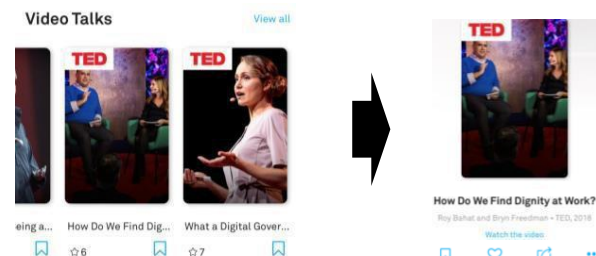 Video Talks
View all
TED
TED
eing a...
How Do We Find Dig...
What a Digital Gover...
6
7
TED
How Do We Find Dignity at Work?
Roy Bahat and Bryn Freedman • TED, 2018
Watch the video